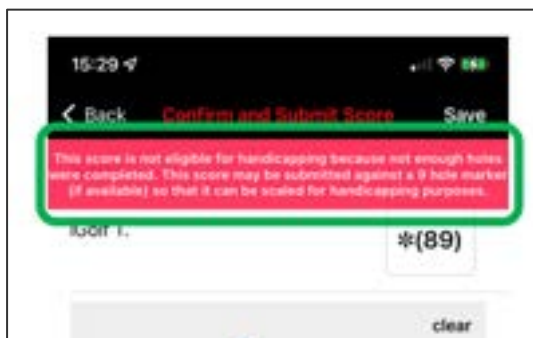 15:29
Back Confirm and Submit Score Save
This score is not eligible for handicapping because not enough holes
were completed. This score may be submitted against a 9 hole marker
(if available) so that it can be scaled for handicapping purposes.
iGolf T.
*(89)
clear